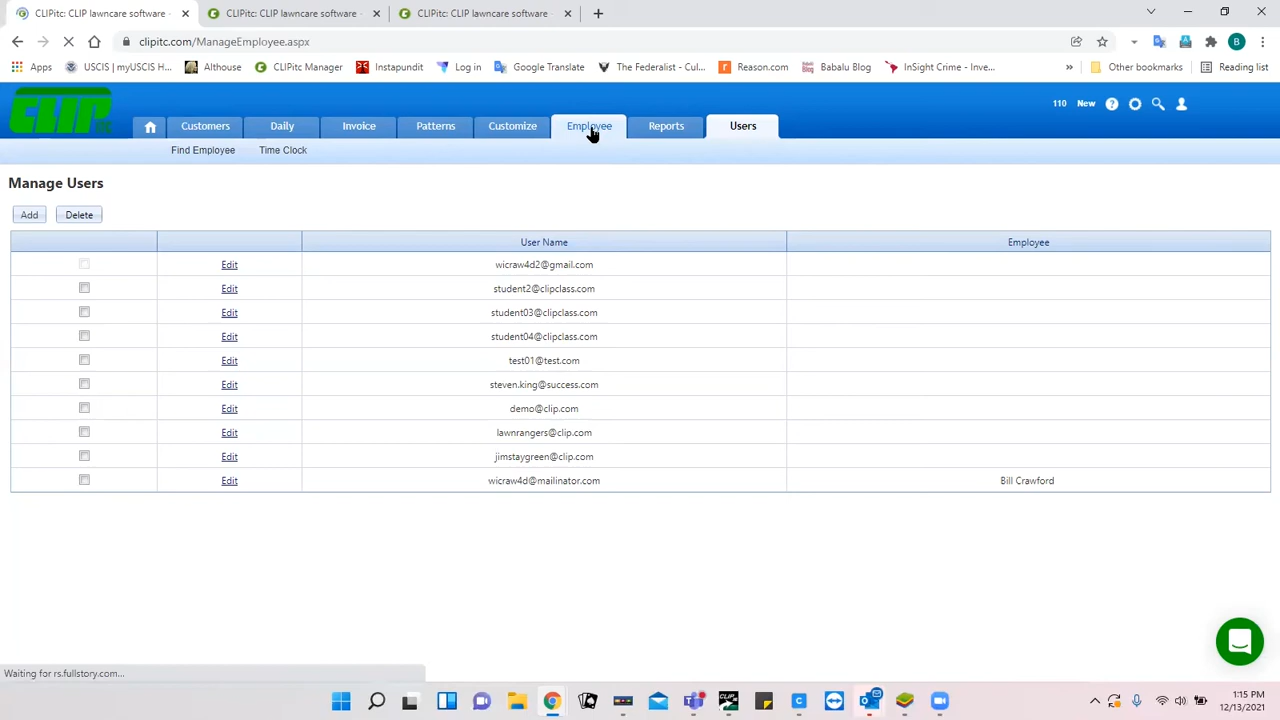 CLIPitc: CLIP lawncare software -
CLIPitc: CLIP lawncare software -
CLIPitc: CLIP lawncare software -
clipitc.com/ManageEmployee.aspx
Apps
USCIS | myUSCIS H...
Althouse
CLIPitc Manager
Instapundit
Log in
Google Translate
The Federalist - Cul...
Reason.com
Babalu Blog
InSight Crime - Inve...
Other bookmarks
Reading list
CLIP
110 New
Customers
Daily
Invoice
Patterns
Customize
Employee
Reports
Users
Find Employee
Time Clock
Manage Users
Add
Delete
User Name
Employee
Edit
wicraw4d2@gmail.com
Edit
student2@clipclass.com
Edit
student03@clipclass.com
Edit
student04@clipclass.com
Edit
test01@test.com
Edit
steven.king@success.com
Edit
demo@clip.com
Edit
lawnrangers@clip.com
Edit
jimstaygreen@clip.com
Edit
wicraw4d@mailinator.com
Bill Crawford
Waiting for rs.fullstory.com...
1:15 PM
12/13/2021